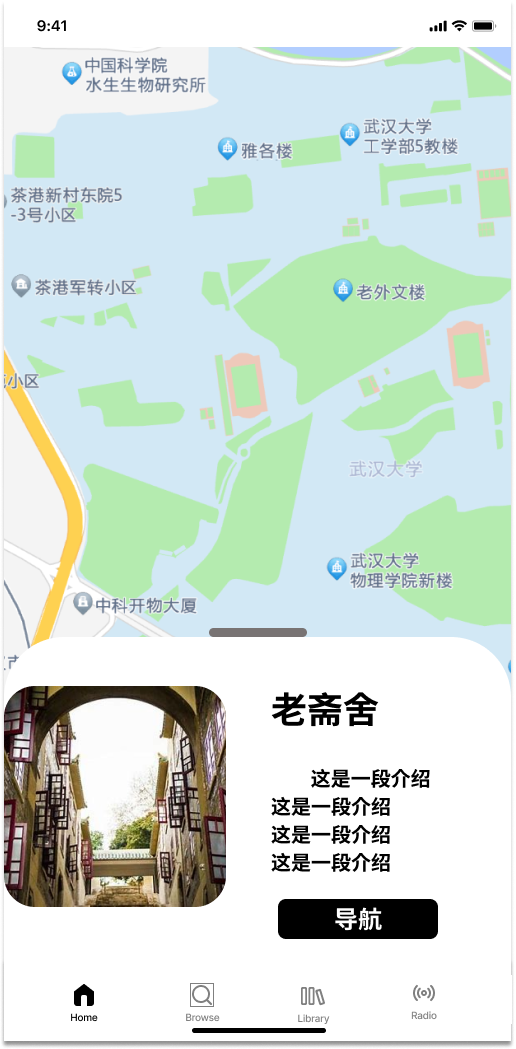 9:41
中国科学院
水生生物研究所
武汉大学
工学部5教楼
雅各楼
茶港新村东院5
-3号小区
茶港军转小区
老外文楼
小区
武汉大学
武汉大学
物理学院新楼
中科开物大厦
老斋舍
这是一段介绍
这是一段介绍
这是一段介绍
这是一段介绍
导航
Home
Browse
Library
Radio